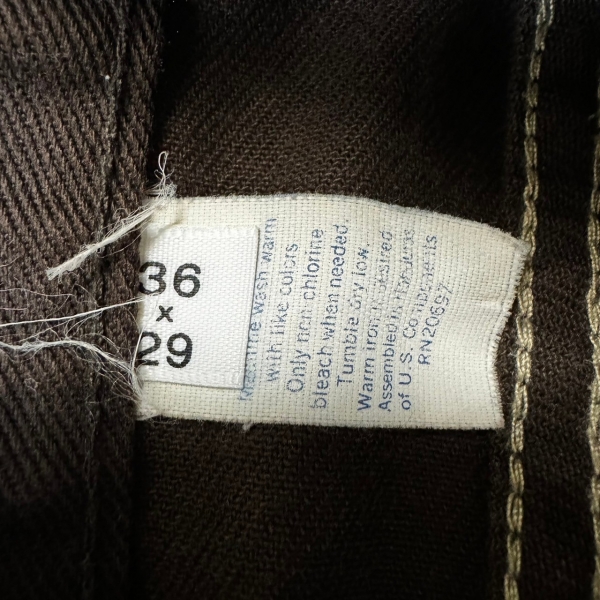 36
x
29
Machine wash warm
With like colors
Only non-chlorine
bleach when needed
Tumble dry low.
Warm iron if desired
Assembled in Honduras
of U.S. Components
RN 20697